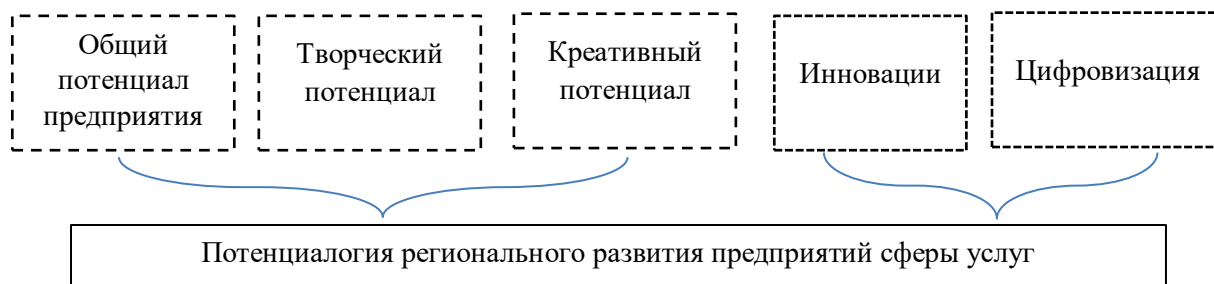 Общий
потенциал
предприятия
Творческий
потенциал
Креативный
потенциал
Инновации
Цифровизация
Потенциалогия регионального развития предприятий сферы услуг